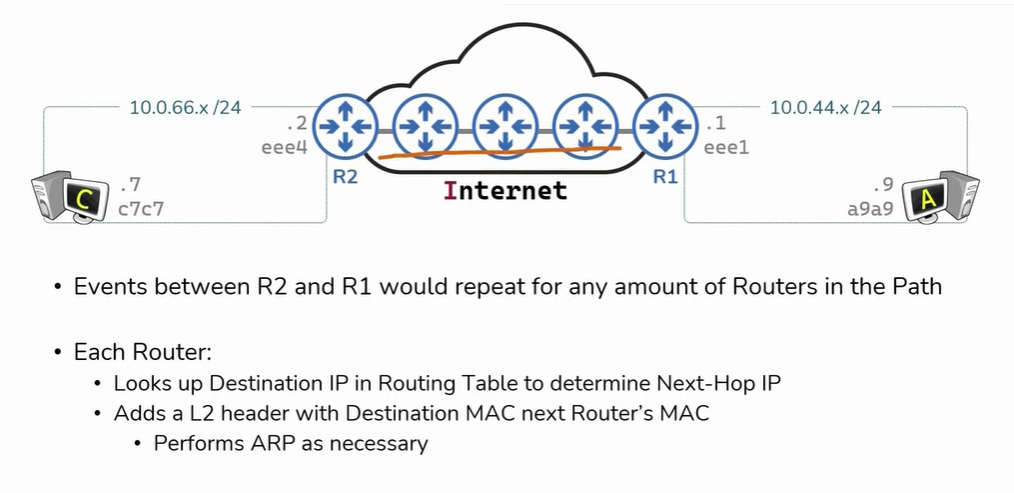 10.0.66.x /24
10.0.44.x /24
.2
eee4
.1
eee1
R2
R1
Internet
.7
c7c7
C
.9
a9a9
A
• Events between R2 and R1 would repeat for any amount of Routers in the Path
• Each Router:
• Looks up Destination IP in Routing Table to determine Next-Hop IP
• Adds a L2 header with Destination MAC next Router's MAC
• Performs ARP as necessary